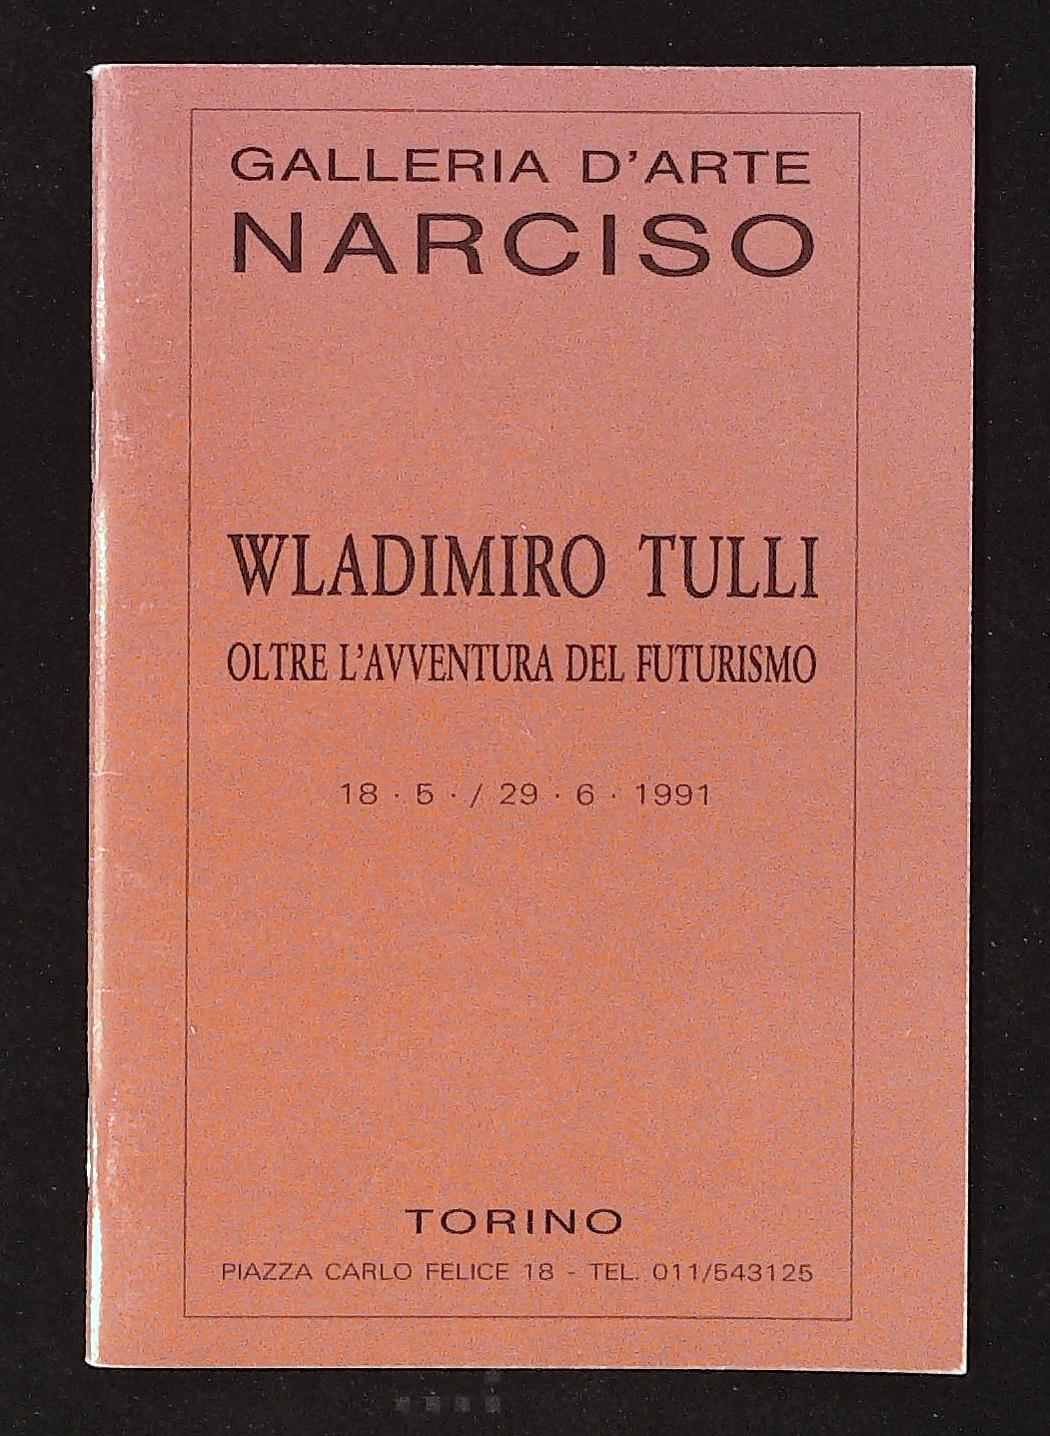 GALLERIA D'ARTE
NARCISO
WLADIMIRO TULLI
OLTRE L'AVVENTURA DEL FUTURISMO
18 · 5 · / 29 · 6 · 1991
TORINO
PIAZZA CARLO FELICE 18 - TEL. 011/543125